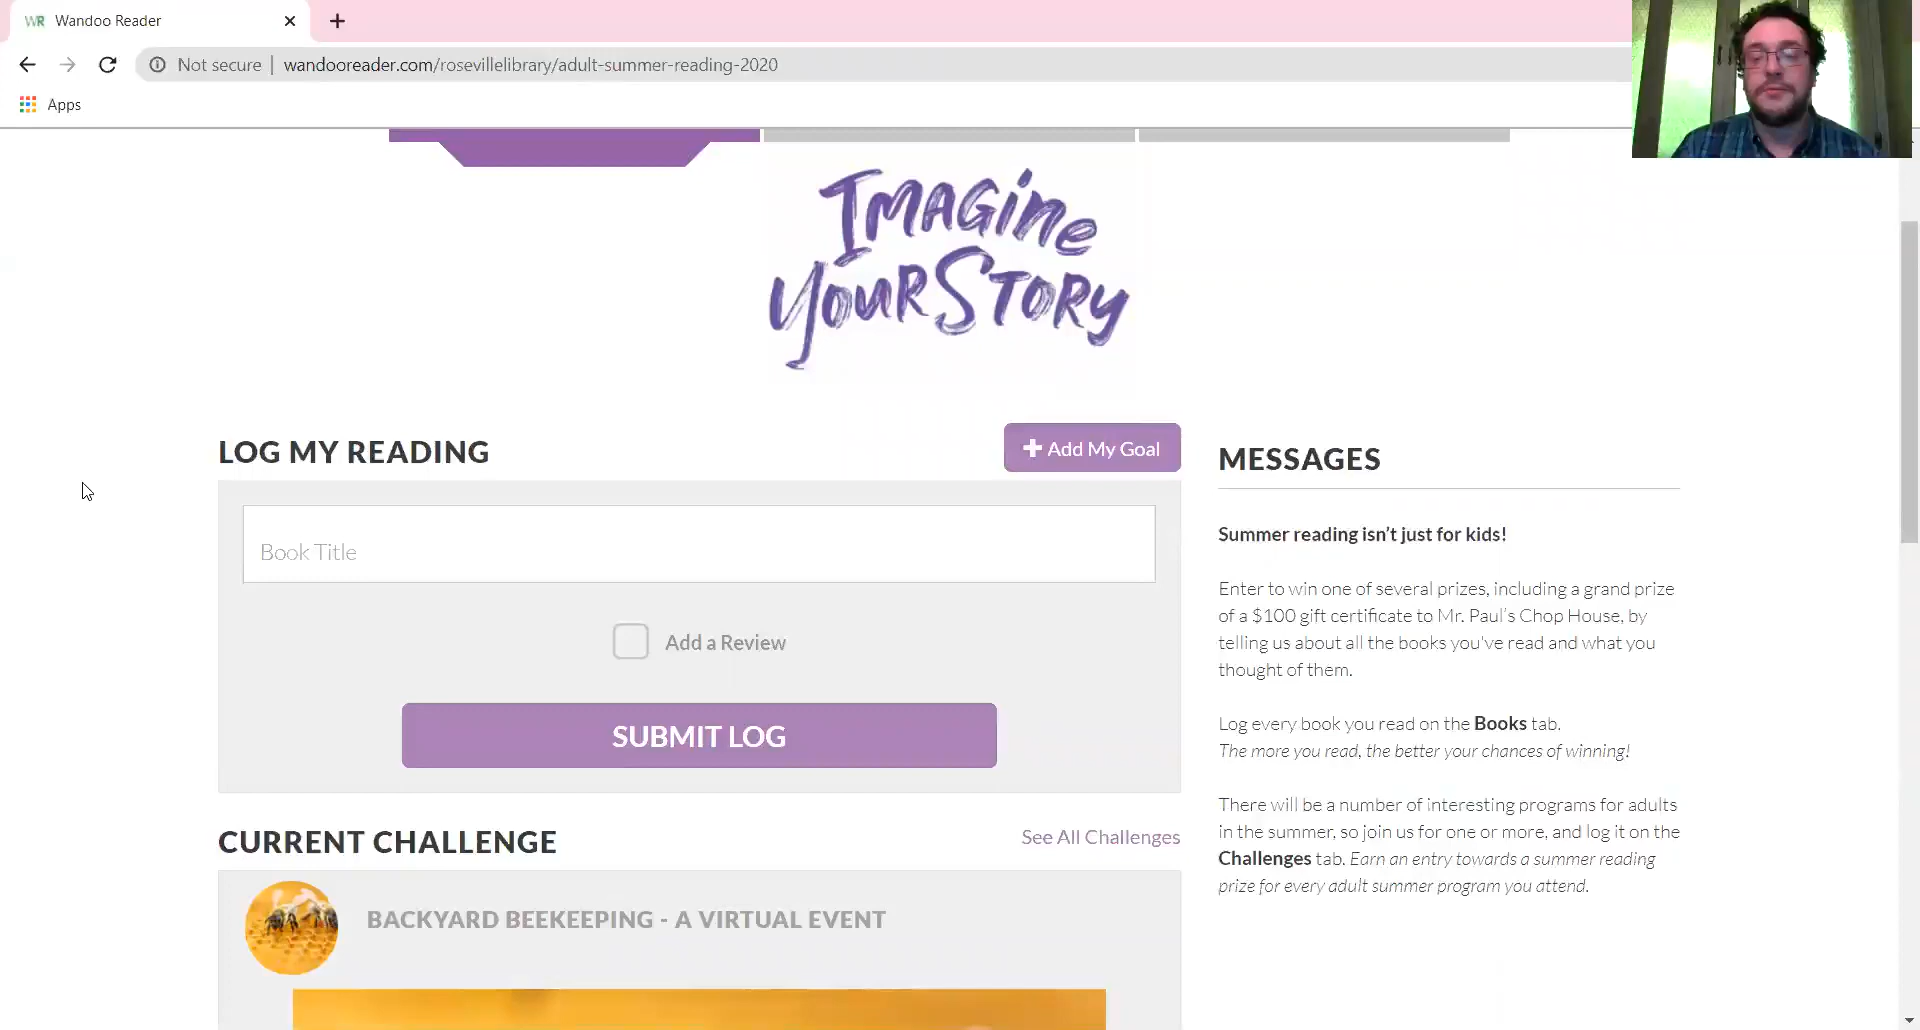 WR Wandoo Reader
Not secure | wandooreader.com/rosevillelibrary/adult-summer-reading-2020
Apps
IMAGINE
YOUR STORY
LOG MY READING
Add My Goal
Book Title
Add a Review
SUBMIT LOG
CURRENT CHALLENGE
See All Challenges
BACKYARD BEEKEEPING - A VIRTUAL EVENT
MESSAGES
Summer reading isn't just for kids!
Enter to win one of several prizes, including a grand prize
of a $100 gift certificate to Mr. Paul's Chop House, by
telling us about all the books you've read and what you
thought of them.
Log every book you read on the Books tab.
The more you read, the better your chances of winning!
There will be a number of interesting programs for adults
in the summer, so join us for one or more, and log it on the
Challenges tab. Earn an entry towards a summer reading
prize for every adult summer program you attend.